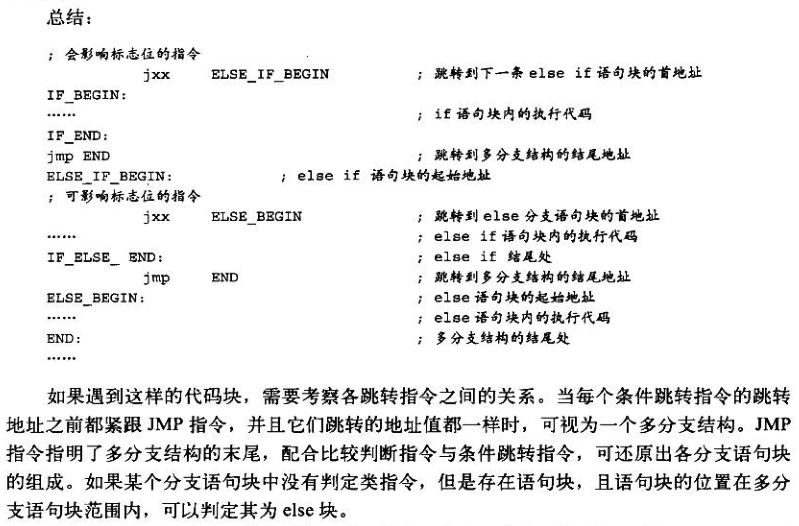 总结：
; 会影响标志位的指令
jxx ELSE_IF_BEGIN ; 跳转到下一条 else if 语句块的首地址
IF_BEGIN:
…… ; if 语句块内的执行代码
IF_END:
jmp END ; 跳转到多分支结构的结尾地址
ELSE_IF_BEGIN: ; else if 语句块的起始地址
; 可影响标志位的指令
jxx ELSE_BEGIN ; 跳转到 else 分支语句块的首地址
…… ; else if 语句块内的执行代码
IF_ELSE_ END: ; else if 结尾处
jmp END ; 跳转到多分支结构的结尾地址
ELSE_BEGIN: ; else 语句块的起始地址
…… ; else 语句块内的执行代码
END: ; 多分支结构的结尾处
……
如果遇到这样的代码块，需要考察各跳转指令之间的关系。当每个条件跳转指令的跳转
地址之前都紧跟 JMP 指令，并且它们跳转的地址值都一样时，可视为一个多分支结构。JMP
指令指明了多分支结构的末尾，配合比较判断指令与条件跳转指令，可还原出各分支语句块
的组成。如果某个分支语句块中没有判定类指令，但是存在语句块，且语句块的位置在多分
支语句块范围内，可以判定其为 else 块。